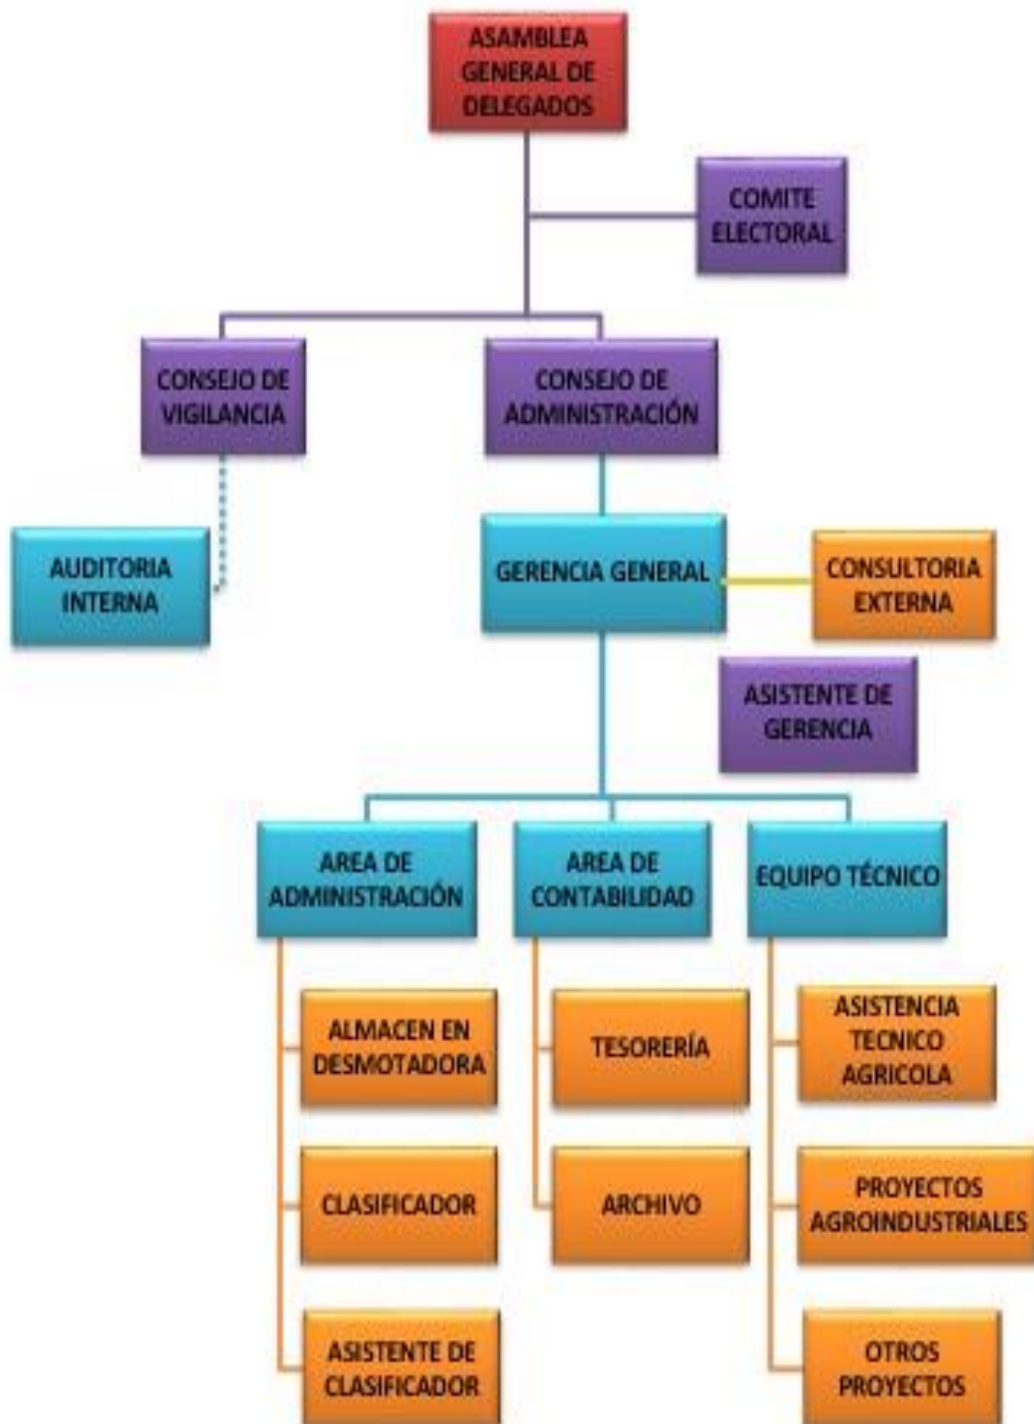 ASAMBLEA
GENERAL DE
DELEGADOS
COMITE
ELECTORAL
CONSEJO DE
VIGILANCIA
CONSEJO DE
ADMINISTRACIÓN
AUDITORIA
INTERNA
GERENCIA GENERAL
CONSULTORIA
EXTERNA
ASISTENTE DE
GERENCIA
AREA DE
ADMINISTRACIÓN
AREA DE
CONTABILIDAD
EQUIPO TÉCNICO
ALMACEN EN
DESMOTADORA
CLASIFICADOR
ASISTENTE DE
CLASIFICADOR
TESORERÍA
ARCHIVO
ASISTENCIA
TECNICO
AGRICOLA
PROYECTOS
AGROINDUSTRIALES
OTROS
PROYECTOS